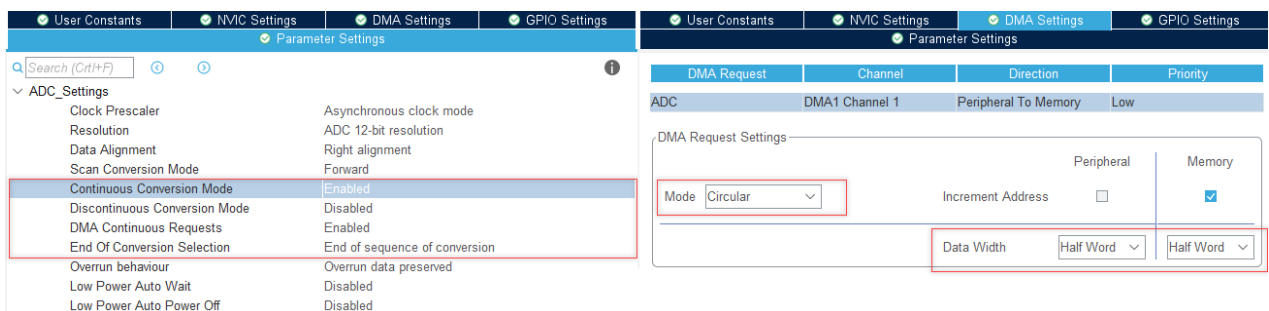 User Constants NVIC Settings DMA Settings GPIO Settings
Parameter Settings
Search (Crtl+F)
ADC_Settings
Clock Prescaler Asynchronous clock mode
Resolution ADC 12-bit resolution
Data Alignment Right alignment
Scan Conversion Mode Forward
Continuous Conversion Mode Enabled
Discontinuous Conversion Mode Disabled
DMA Continuous Requests Enabled
End Of Conversion Selection End of sequence of conversion
Overrun behaviour Overrun data preserved
Low Power Auto Wait Disabled
Low Power Auto Power Off Disabled
User Constants NVIC Settings DMA Settings GPIO Settings
Parameter Settings
DMA Request Channel Direction Priority
ADC DMA1 Channel 1 Peripheral To Memory Low
DMA Request Settings
Peripheral Memory
Mode Circular Increment Address
Data Width Half Word Half Word